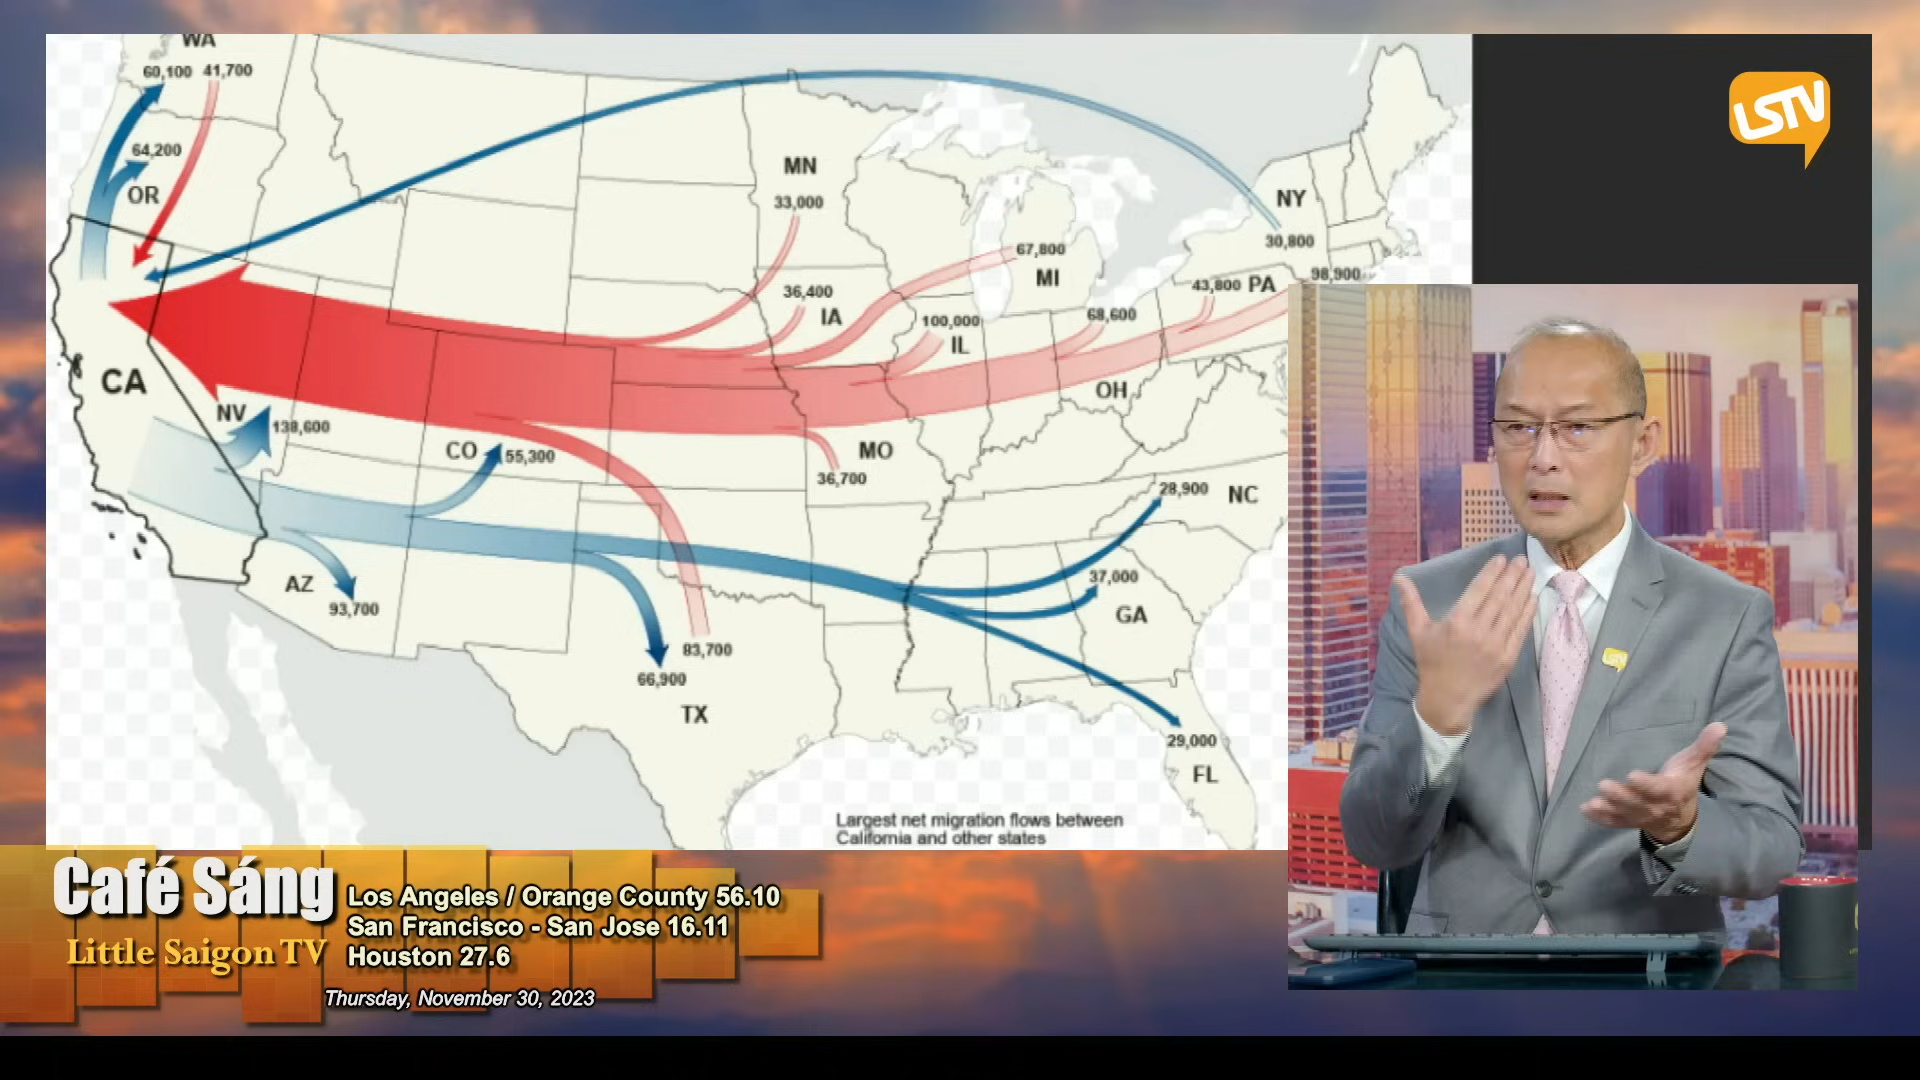 WA
60,100
41,700
64,200
OR
MN
33,000
NY
30,800
67,800
MI
98,900
43,800 PA
36,400
IA
100,000
IL
68,600
CA
OH
NV
138,600
CO
55,300
MO
36,700
28,900
NC
AZ
93,700
37,000
GA
83,700
66,900
TX
29,000
FL
Largest net migration flows between
California and other states
LSTV
LSTV
Café Sáng
Little Saigon TV
Los Angeles / Orange County 56.10
San Francisco - San Jose 16.11
Houston 27.6
Thursday, November 30, 2023